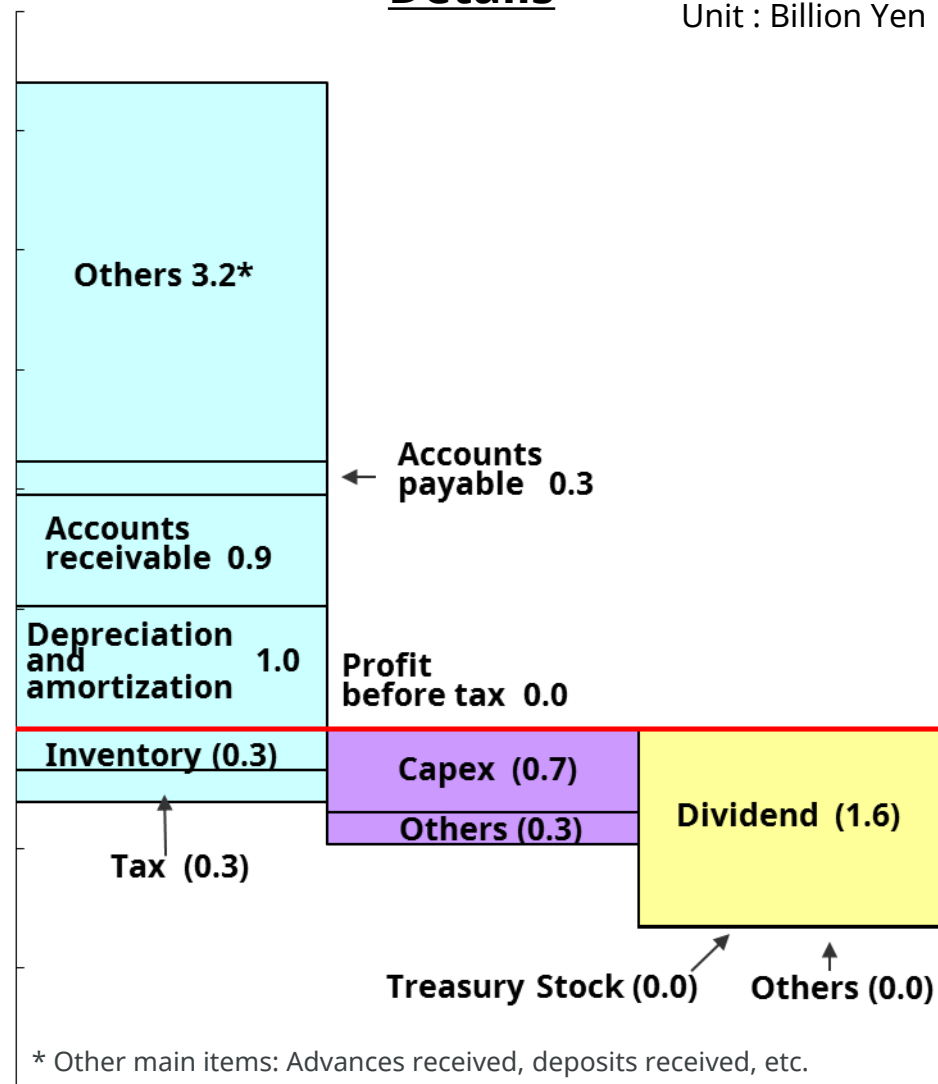 Details
Unit : Billion Yen
Others 3.2*
Accounts
payable 0.3
Accounts
receivable 0.9
Depreciation
and 1.0
amortization
Profit
before tax 0.0
Inventory (0.3)
Capex (0.7)
Others (0.3)
Dividend (1.6)
Tax (0.3)
Treasury Stock (0.0)
Others (0.0)
* Other main items: Advances received, deposits received, etc.